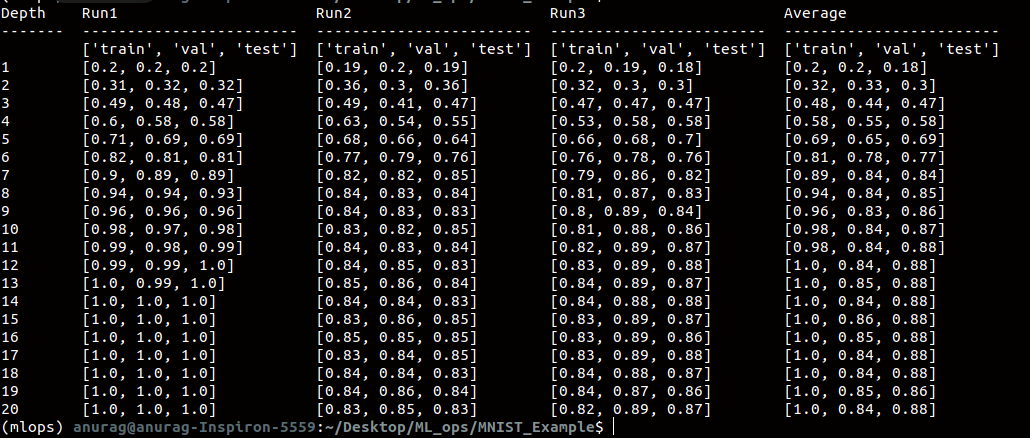 Depth Run1 Run2 Run3 Average
------- ------------------------ ------------------------ ------------------------ ------------------------
['train', 'val', 'test'] ['train', 'val', 'test'] ['train', 'val', 'test'] ['train', 'val', 'test']
1 [0.2, 0.2, 0.2] [0.19, 0.2, 0.19] [0.2, 0.19, 0.18] [0.2, 0.2, 0.18]
2 [0.31, 0.32, 0.32] [0.36, 0.3, 0.36] [0.32, 0.3, 0.3] [0.32, 0.33, 0.3]
3 [0.49, 0.48, 0.47] [0.49, 0.41, 0.47] [0.47, 0.47, 0.47] [0.48, 0.44, 0.47]
4 [0.6, 0.58, 0.58] [0.63, 0.54, 0.55] [0.53, 0.58, 0.58] [0.58, 0.55, 0.58]
5 [0.71, 0.69, 0.69] [0.68, 0.66, 0.64] [0.66, 0.68, 0.7] [0.69, 0.65, 0.69]
6 [0.82, 0.81, 0.81] [0.77, 0.79, 0.76] [0.76, 0.78, 0.76] [0.81, 0.78, 0.77]
7 [0.9, 0.89, 0.89] [0.82, 0.82, 0.85] [0.79, 0.86, 0.82] [0.89, 0.84, 0.84]
8 [0.94, 0.94, 0.93] [0.84, 0.83, 0.84] [0.81, 0.87, 0.83] [0.94, 0.84, 0.85]
9 [0.96, 0.96, 0.96] [0.84, 0.83, 0.83] [0.8, 0.89, 0.84] [0.96, 0.83, 0.86]
10 [0.98, 0.97, 0.98] [0.83, 0.82, 0.85] [0.81, 0.88, 0.86] [0.98, 0.84, 0.87]
11 [0.99, 0.98, 0.99] [0.84, 0.83, 0.84] [0.82, 0.89, 0.87] [0.98, 0.84, 0.88]
12 [0.99, 0.99, 1.0] [0.84, 0.85, 0.83] [0.83, 0.89, 0.88] [1.0, 0.84, 0.88]
13 [1.0, 0.99, 1.0] [0.85, 0.86, 0.84] [0.84, 0.89, 0.87] [1.0, 0.85, 0.88]
14 [1.0, 1.0, 1.0] [0.84, 0.84, 0.83] [0.84, 0.88, 0.88] [1.0, 0.84, 0.88]
15 [1.0, 1.0, 1.0] [0.83, 0.86, 0.85] [0.83, 0.89, 0.87] [1.0, 0.86, 0.88]
16 [1.0, 1.0, 1.0] [0.85, 0.85, 0.85] [0.83, 0.89, 0.86] [1.0, 0.85, 0.88]
17 [1.0, 1.0, 1.0] [0.83, 0.84, 0.85] [0.83, 0.89, 0.88] [1.0, 0.84, 0.88]
18 [1.0, 1.0, 1.0] [0.84, 0.84, 0.83] [0.84, 0.88, 0.87] [1.0, 0.84, 0.88]
19 [1.0, 1.0, 1.0] [0.84, 0.86, 0.84] [0.84, 0.87, 0.86] [1.0, 0.85, 0.86]
20 [1.0, 1.0, 1.0] [0.83, 0.85, 0.83] [0.82, 0.89, 0.87] [1.0, 0.84, 0.88]
(mlops) anurag@anurag-Inspiron-5559:~/Desktop/ML_ops/MNIST_Example$